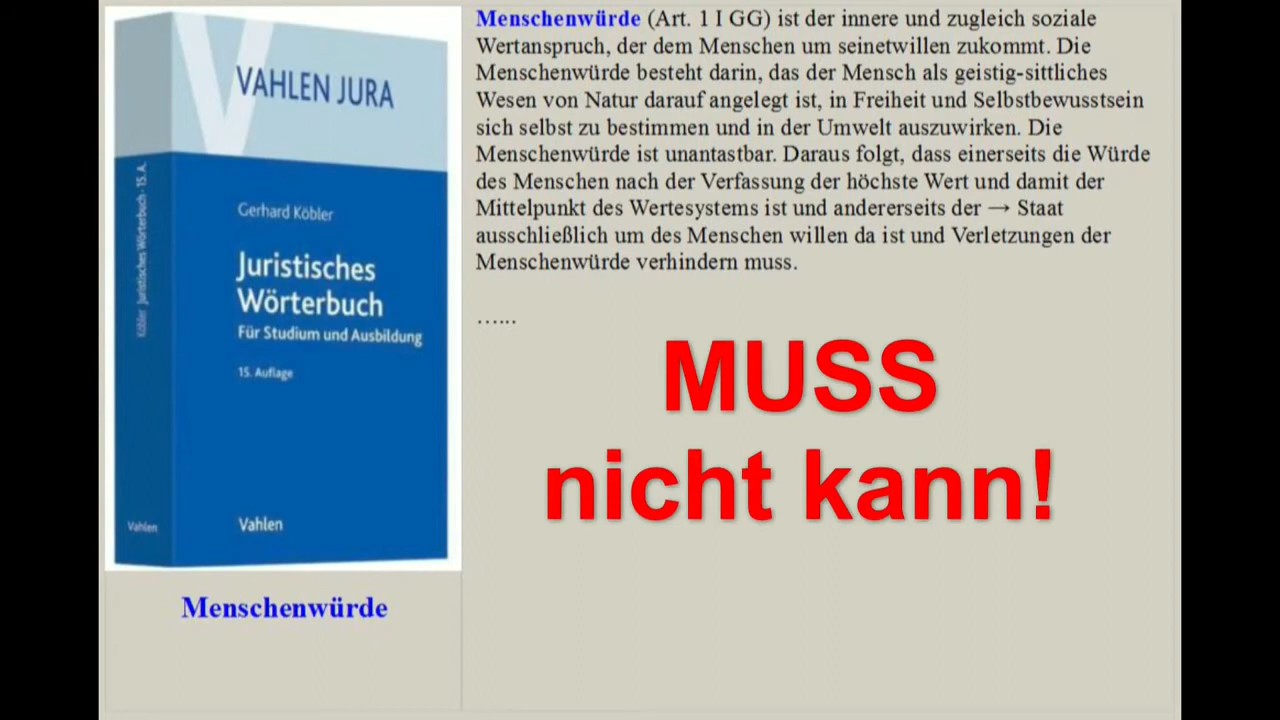 VAHLEN JURA
Gerhard Köbler
Juristisches
Wörterbuch
Für Studium und Ausbildung
15. Auflage
Vahlen
Köbler Juristisches Wörterbuch · 15. A.
Vahlen
Menschenwürde
Menschenwürde (Art. 1 I GG) ist der innere und zugleich soziale
Wertanspruch, der dem Menschen um seinetwillen zukommt. Die
Menschenwürde besteht darin, das der Mensch als geistig-sittliches
Wesen von Natur darauf angelegt ist, in Freiheit und Selbstbewusstsein
sich selbst zu bestimmen und in der Umwelt auszuwirken. Die
Menschenwürde ist unantastbar. Daraus folgt, dass einerseits die Würde
des Menschen nach der Verfassung der höchste Wert und damit der
Mittelpunkt des Wertesystems ist und andererseits der → Staat
ausschließlich um des Menschen willen da ist und Verletzungen der
Menschenwürde verhindern muss.
……
MUSS
nicht kann!